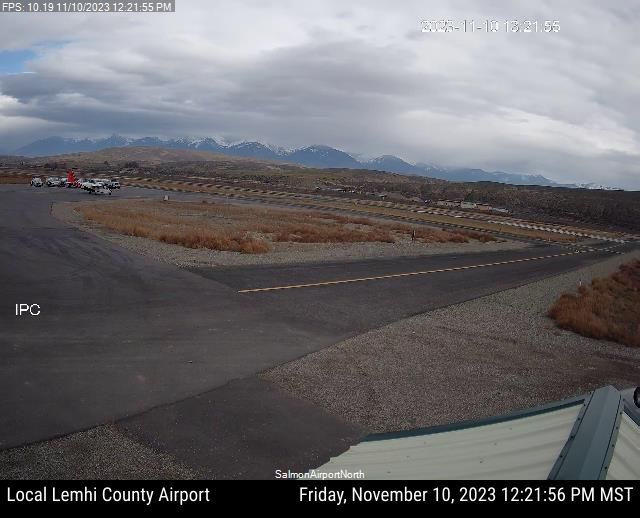 FPS: 10.19 11/10/2023 12:21:55 PM
2023-11-10 13:21:55
IPC
SalmonAirportNorth
Local Lemhi County Airport
Friday, November 10, 2023 12:21:56 PM MST